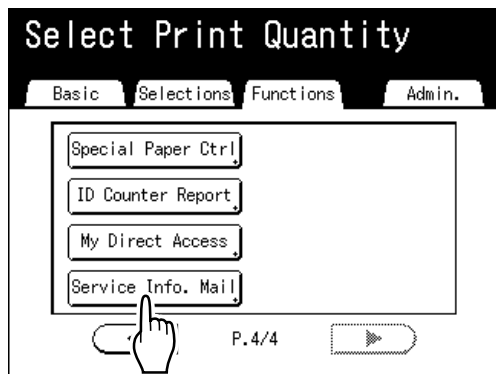 Select Print Quantity
Basic Selections Functions Admin.
Special Paper Ctrl
ID Counter Report
My Direct Access
Service Info. Mail
P.4/4